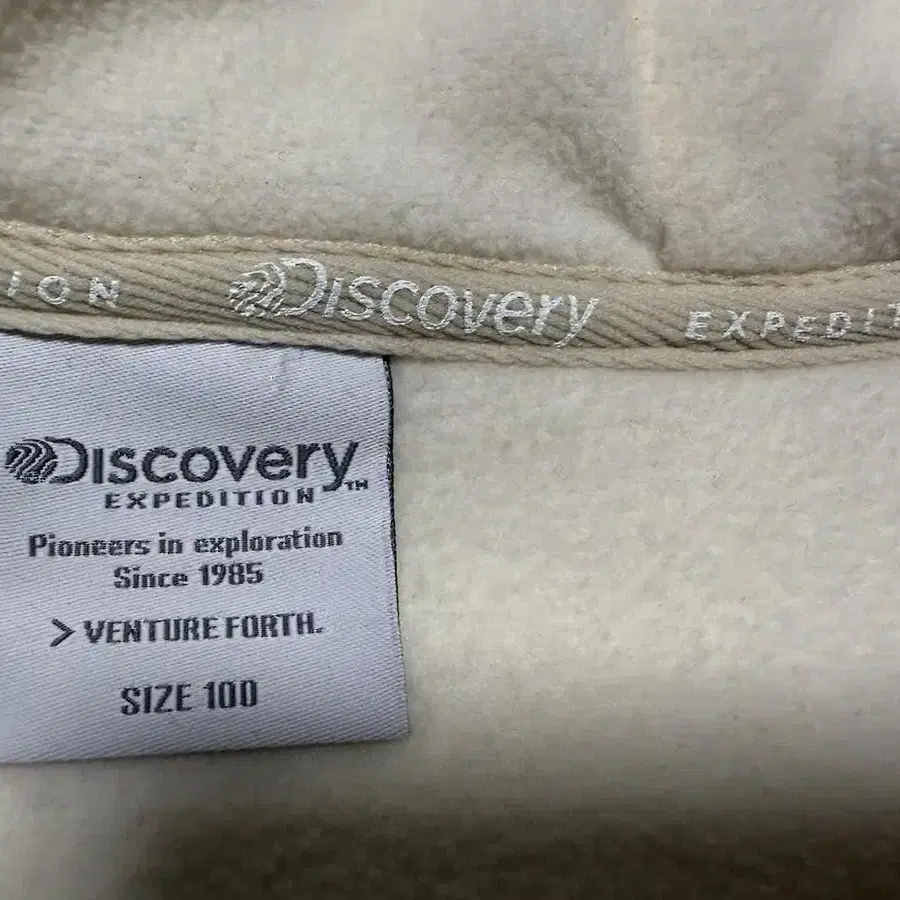 ION Discovery EXPEDIT
Discovery
EXPEDITION™
Pioneers in exploration
Since 1985
> VENTURE FORTH.
SIZE 100